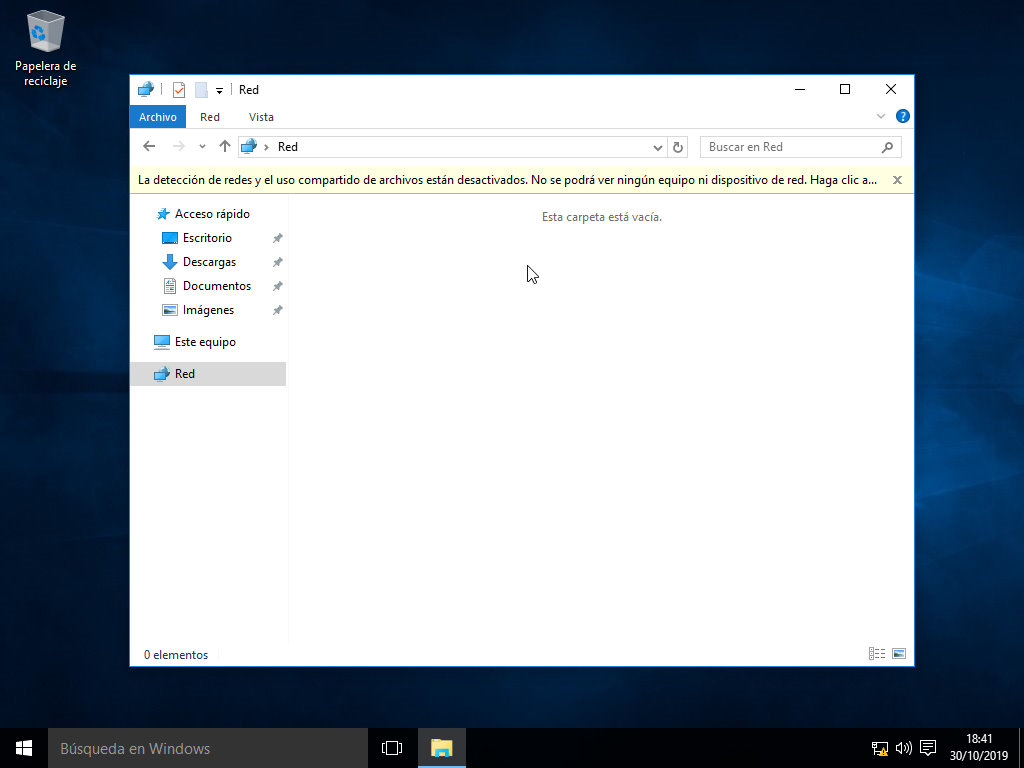 Papelera de
reciclaje
Red
Archivo
Red
Vista
Red
Buscar en Red
La detección de redes y el uso compartido de archivos están desactivados. No se podrá ver ningún equipo ni dispositivo de red. Haga clic a...
Acceso rápido
Escritorio
Descargas
Documentos
Imágenes
Este equipo
Red
Esta carpeta está vacía.
0 elementos
Búsqueda en Windows
18:41
30/10/2019